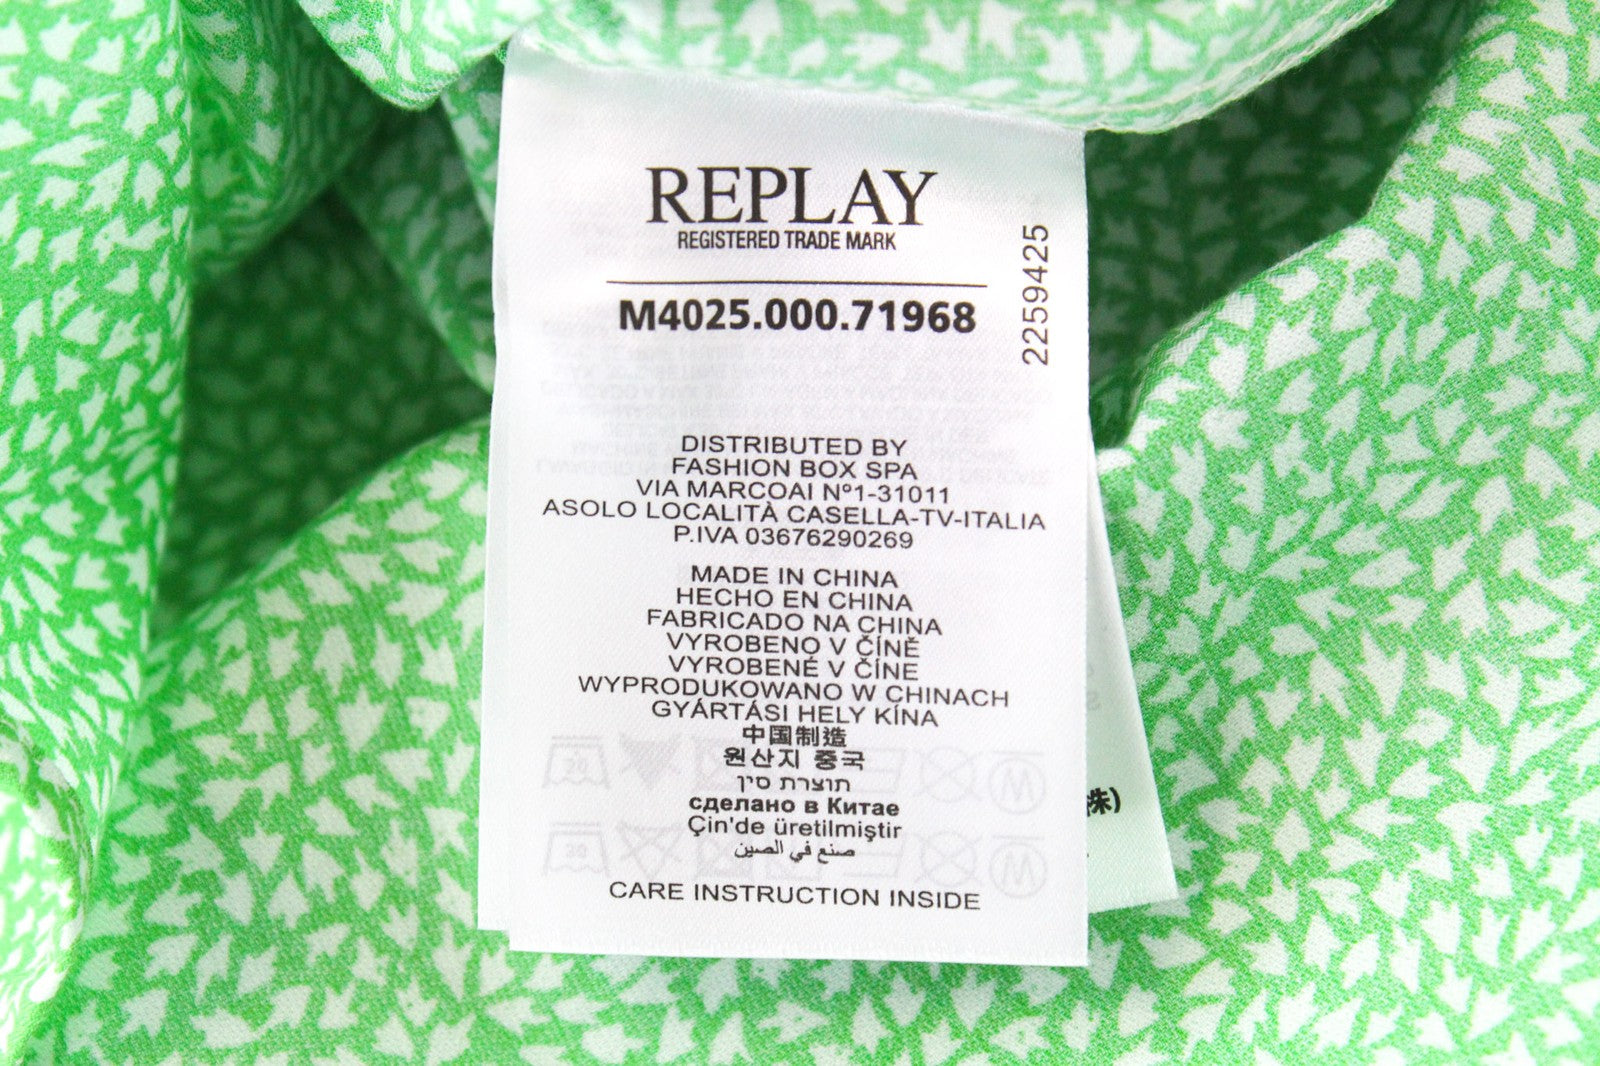 REPLAY
REGISTERED TRADE MARK
M4025.000.71968
2259425
DISTRIBUTED BY
FASHION BOX SPA
VIA MARCOAI Nº1-31011
ASOLO LOCALITÀ CASELLA-TV-ITALIA
P.IVA 03676290269
MADE IN CHINA
HECHO EN CHINA
FABRICADO NA CHINA
VYROBENO V ČÍNĚ
VYROBENÉ V ČÍNE
WYPRODUKOWANO W CHINACH
GYÁRTÁSI HELY KÍNA
中国制造
원산지 중국
תוצרת סין
сделано в Китае
Çin'de üretilmiştir
صنع في الصين
CARE INSTRUCTION INSIDE
株)